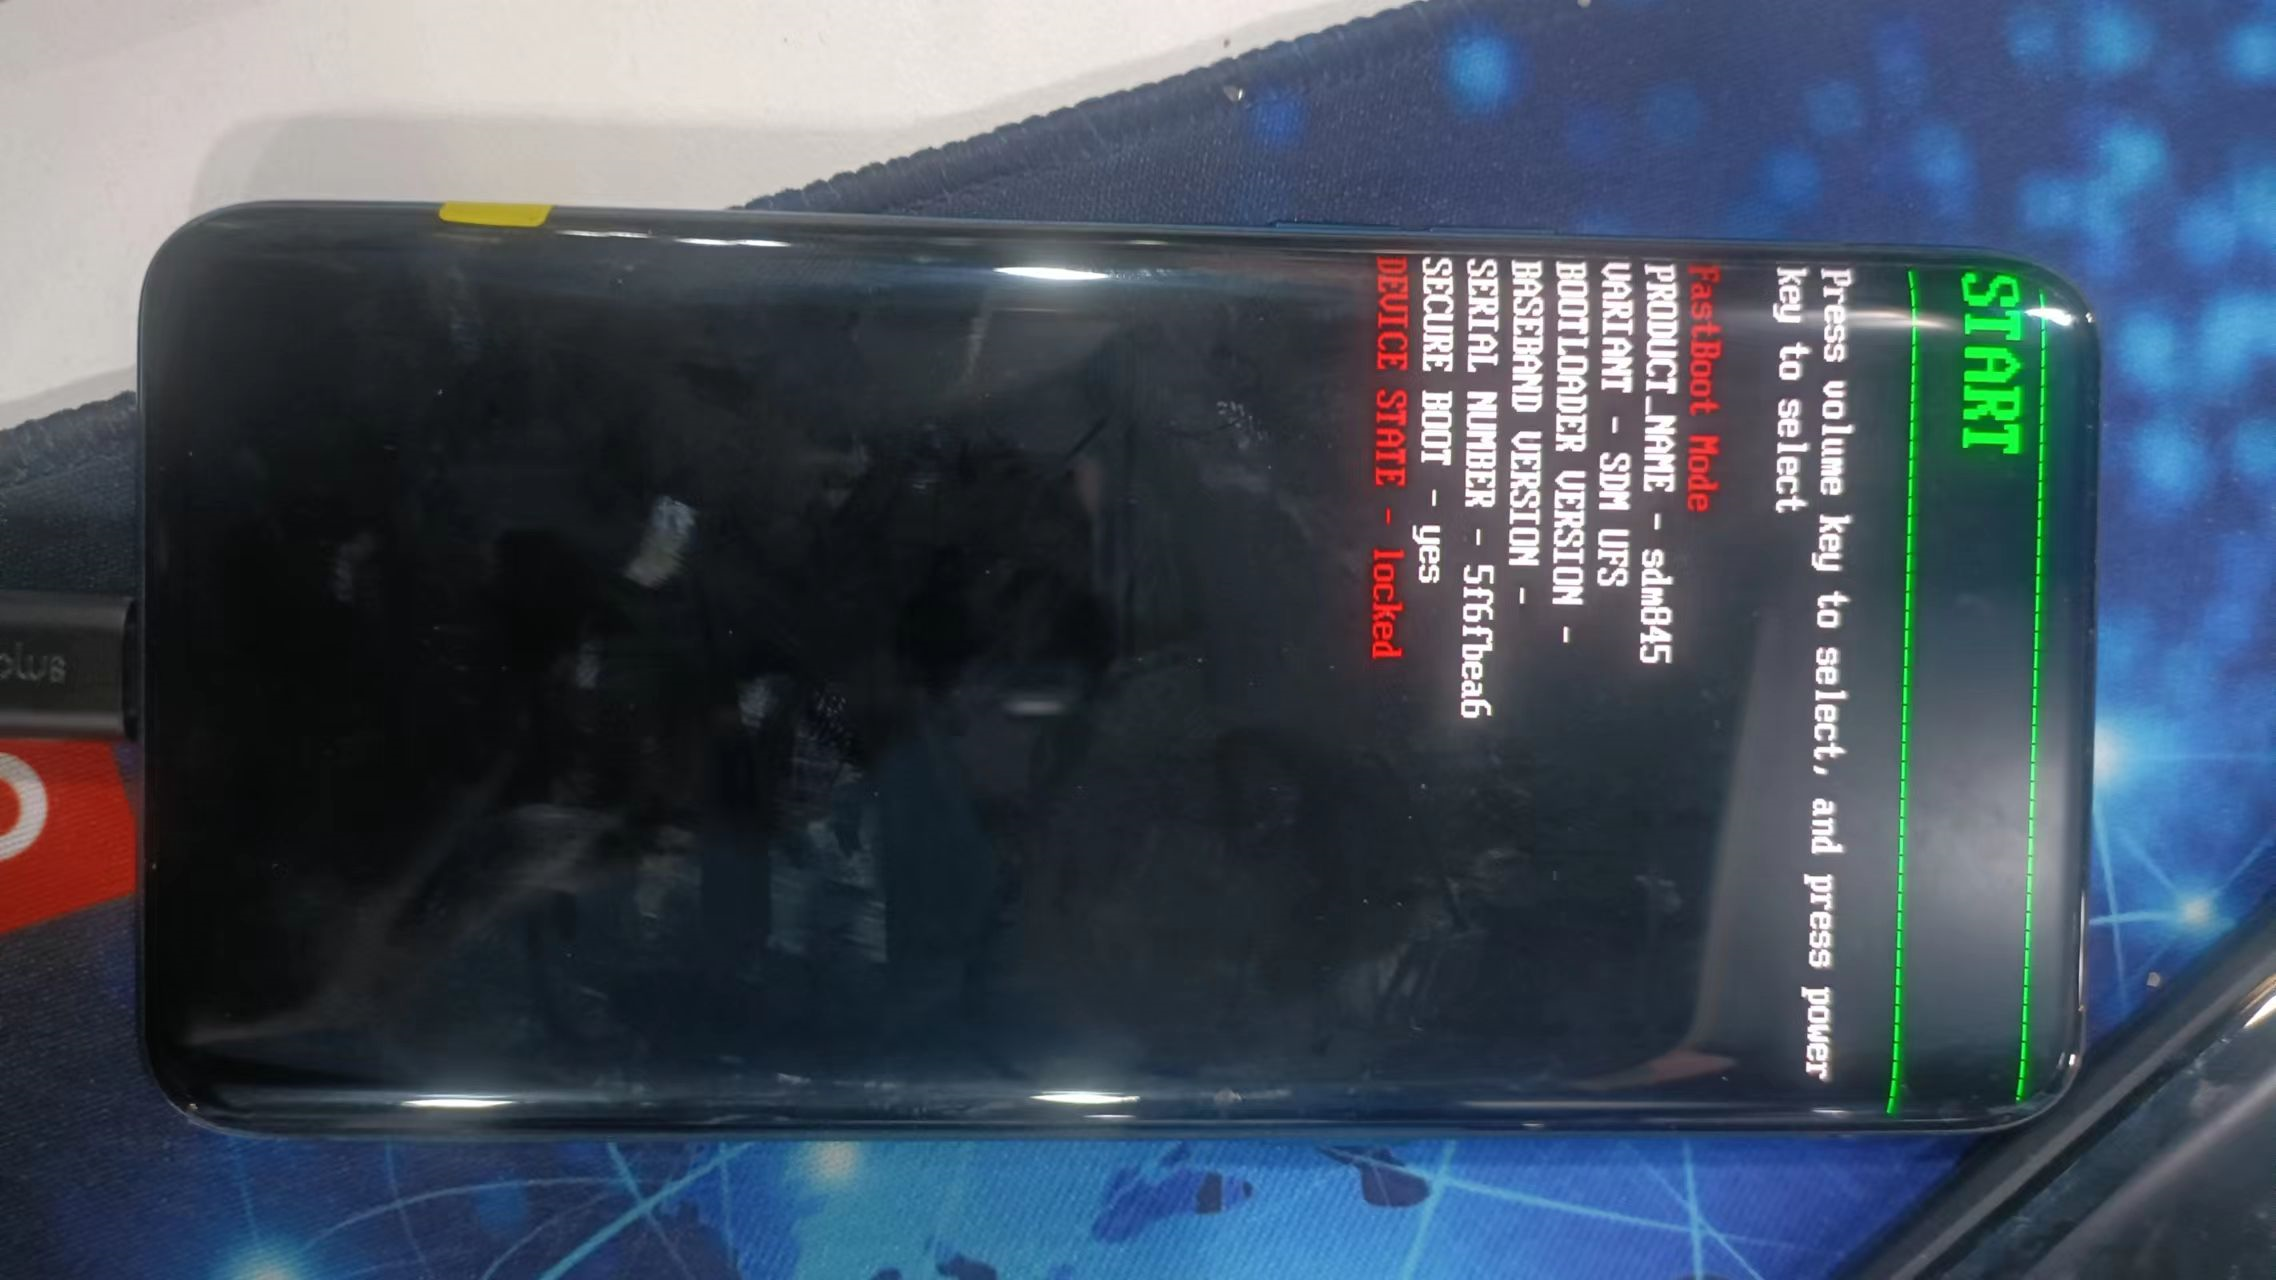 START
Press volume key to select, and press power
key to select
FastBoot Mode
PRODUCT_NAME - sdm845
VARIANT - SDM UFS
BOOTLOADER VERSION -
BASEBAND VERSION -
SERIAL NUMBER - 5f6fbea6
SECURE BOOT - yes
DEVICE STATE - locked